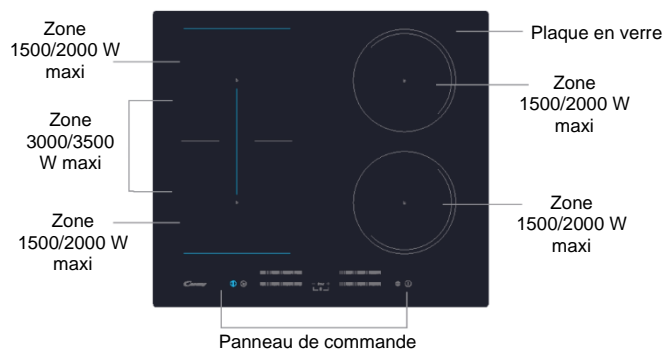 Zone
1500/2000 W
maxi
Zone
3000/3500
W maxi
Zone
1500/2000 W
maxi
Plaque en verre
Zone
1500/2000 W
maxi
Zone
1500/2000 W
maxi
Candy
Panneau de commande